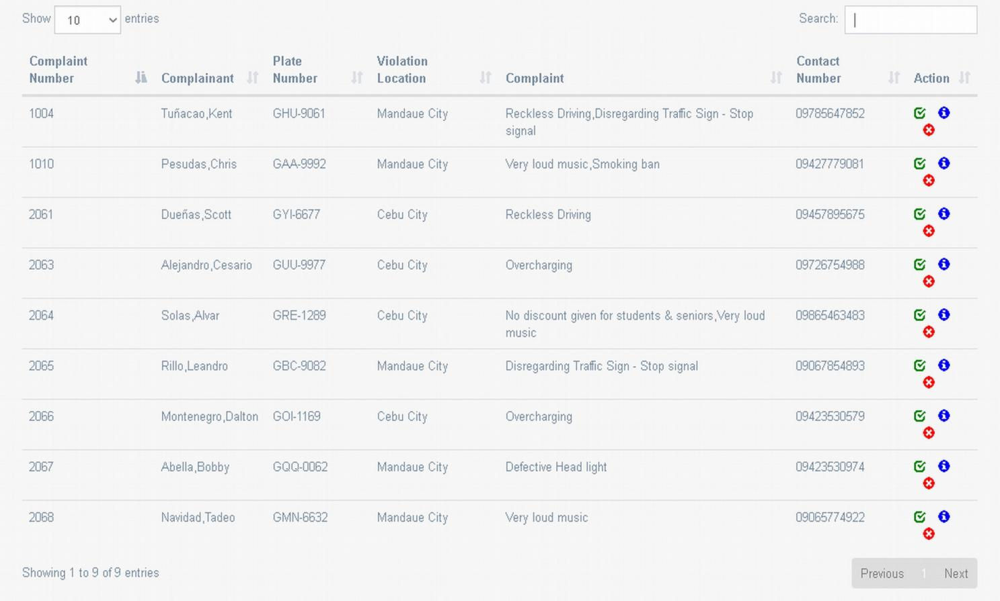 Show 10 entries Search:
Complaint Number Complainant Plate Number Violation Location Complaint Contact Number Action
1004 Tuñacao,Kent GHU-9061 Mandaue City Reckless Driving,Disregarding Traffic Sign - Stop 09785647852
signal
1010 Pesudas,Chris GAA-9992 Mandaue City Very loud music,Smoking ban 09427779081
2061 Dueñas,Scott GYI-6677 Cebu City Reckless Driving 09457895675
2063 Alejandro,Cesario GUU-9977 Cebu City Overcharging 09726754988
2064 Solas,Alvar GRE-1289 Cebu City No discount given for students & seniors,Very loud 09865463483
music
2065 Rillo,Leandro GBC-9082 Mandaue City Disregarding Traffic Sign - Stop signal 09067854893
2066 Montenegro,Dalton GOI-1169 Cebu City Overcharging 09423530579
2067 Abella,Bobby GQQ-0062 Mandaue City Defective Head light 09423530974
2068 Navidad,Tadeo GMN-6632 Mandaue City Very loud music 09065774922
Showing 1 to 9 of 9 entries Previous 1 Next